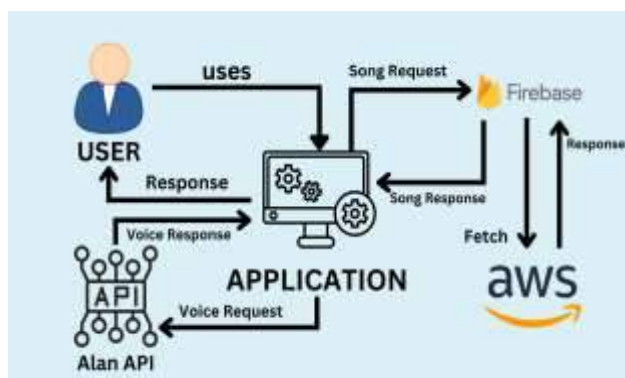 uses
Song Request
Firebase
USER
Response
Response
Song Response
Voice Response
Fetch
API
APPLICATION
aws
Voice Request
Alan API